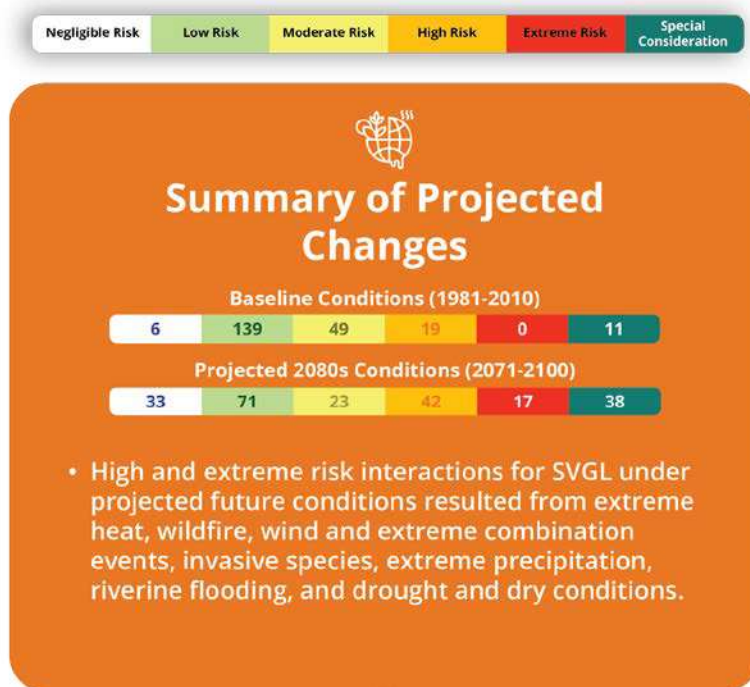 Negligible Risk Low Risk Moderate Risk High Risk Extreme Risk Special Consideration
Summary of Projected
Changes
Baseline Conditions (1981-2010)
6 139 49 19 0 11
Projected 2080s Conditions (2071-2100)
33 71 23 42 17 38
• High and extreme risk interactions for SVGL under
projected future conditions resulted from extreme
heat, wildfire, wind and extreme combination
events, invasive species, extreme precipitation,
riverine flooding, and drought and dry conditions.